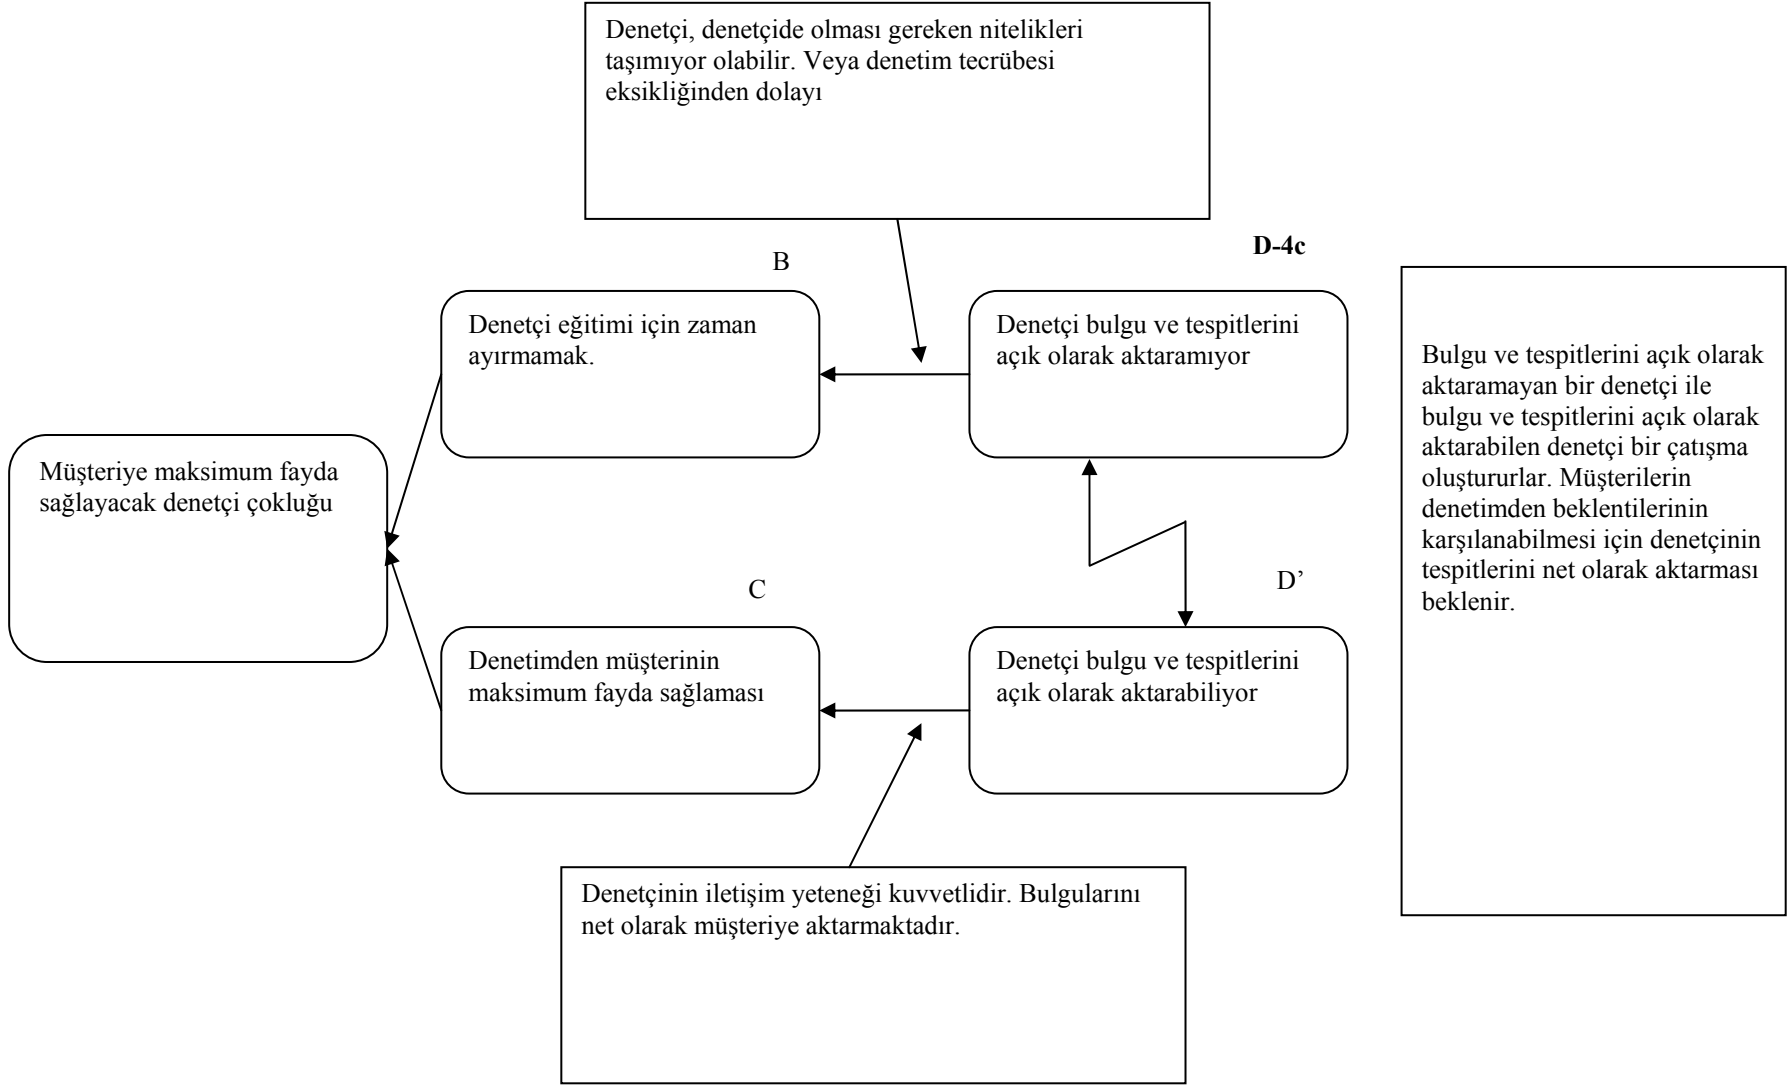 Denetçi, denetçide olması gereken nitelikleri
taşımıyor olabilir. Veya denetim tecrübesi
eksikliğinden dolayı
D-4c
B
Denetçi eğitimi için zaman
ayırmamak.
Denetçi bulgu ve tespitlerini
açık olarak aktaramıyor
Bulgu ve tespitlerini açık olarak
aktaramayan bir denetçi ile
bulgu ve tespitlerini açık olarak
aktarabilen denetçi bir çatışma
oluştururlar. Müşterilerin
denetimden beklentilerinin
karşılanabilmesi için denetçinin
tespitlerini net olarak aktarması
beklenir.
Müşteriye maksimum fayda
sağlayacak denetçi çokluğu
C
D’
Denetimden müşterinin
maksimum fayda sağlaması
Denetçi bulgu ve tespitlerini
açık olarak aktarabiliyor
Denetçinin iletişim yeteneği kuvvetlidir. Bulgularını
net olarak müşteriye aktarmaktadır.